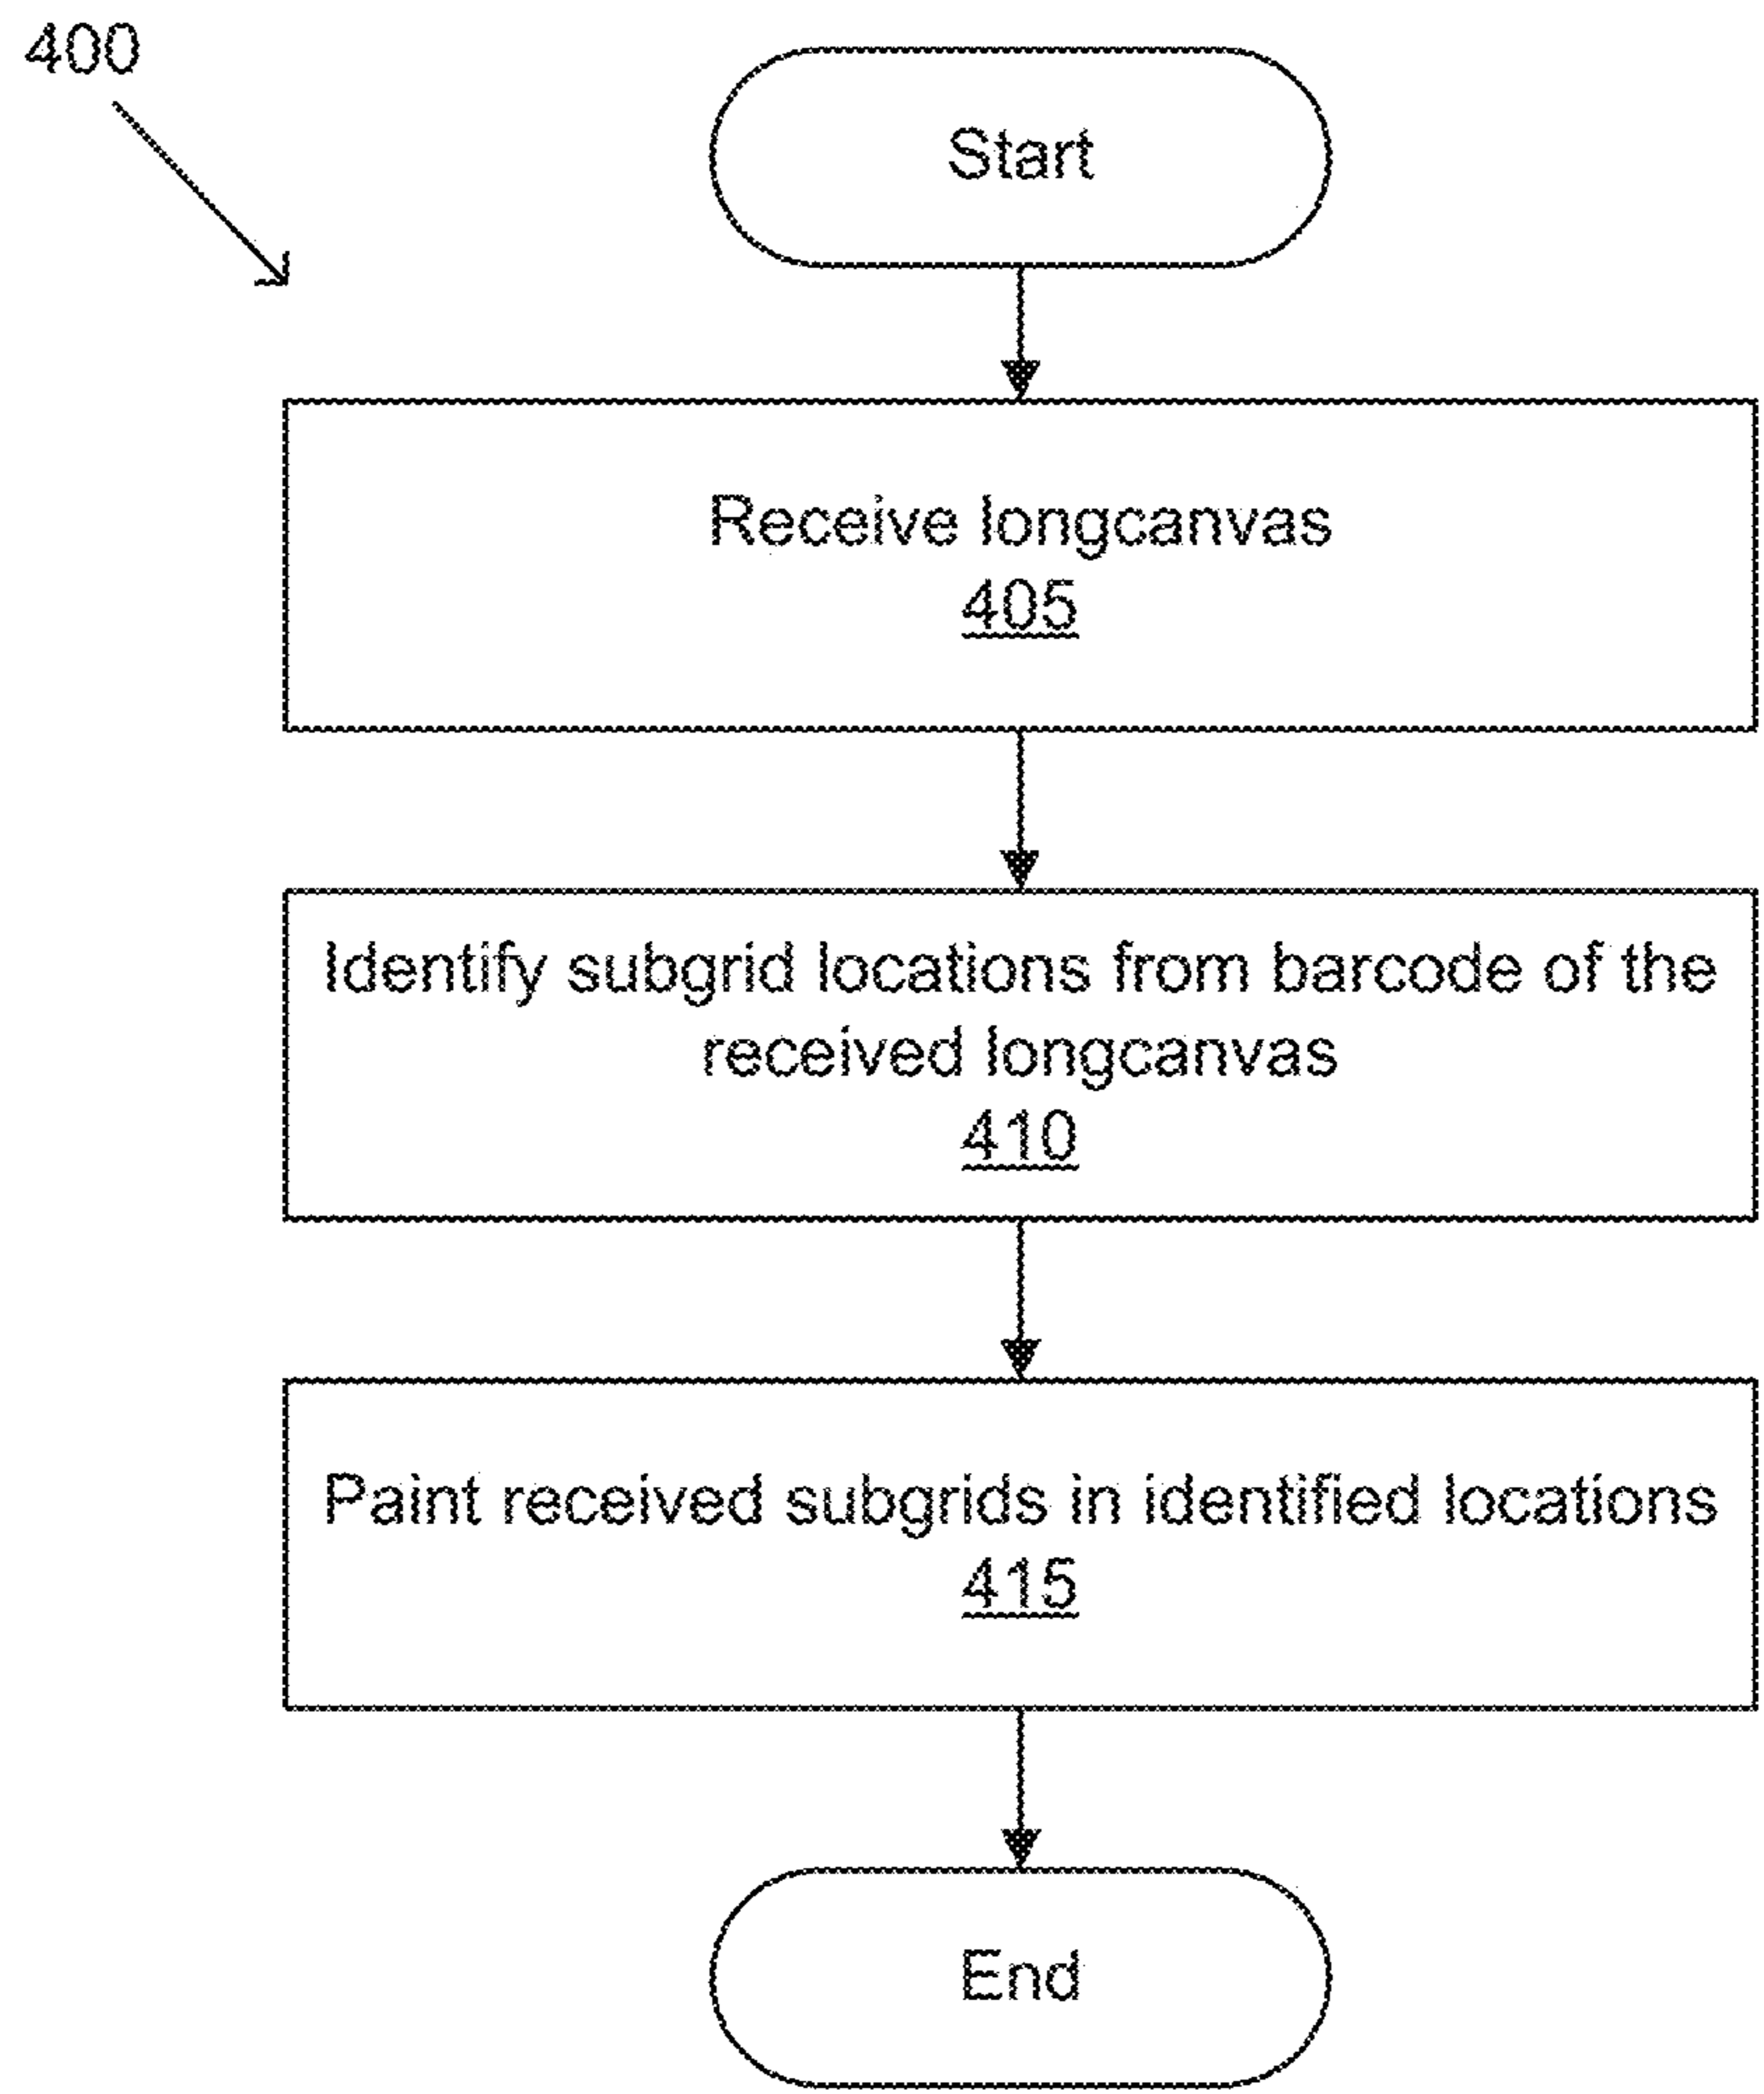 400
Start
Receive longcanvas
405
Identify subgrid locations from barcode of the
received longcanvas
410
Paint received subgrids in identified locations
415
End